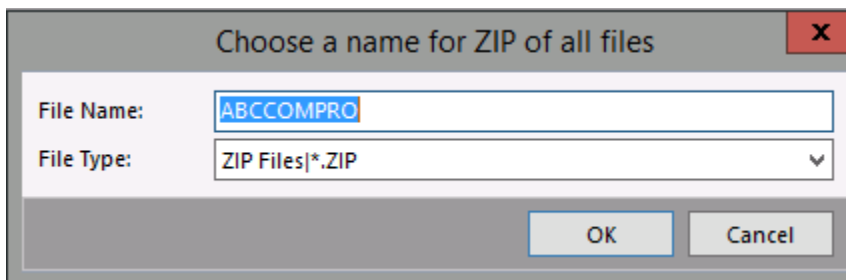 Choose a name for ZIP of all files
x
File Name: ABCCOMPRO
File Type: ZIP Files|*.ZIP
OK Cancel